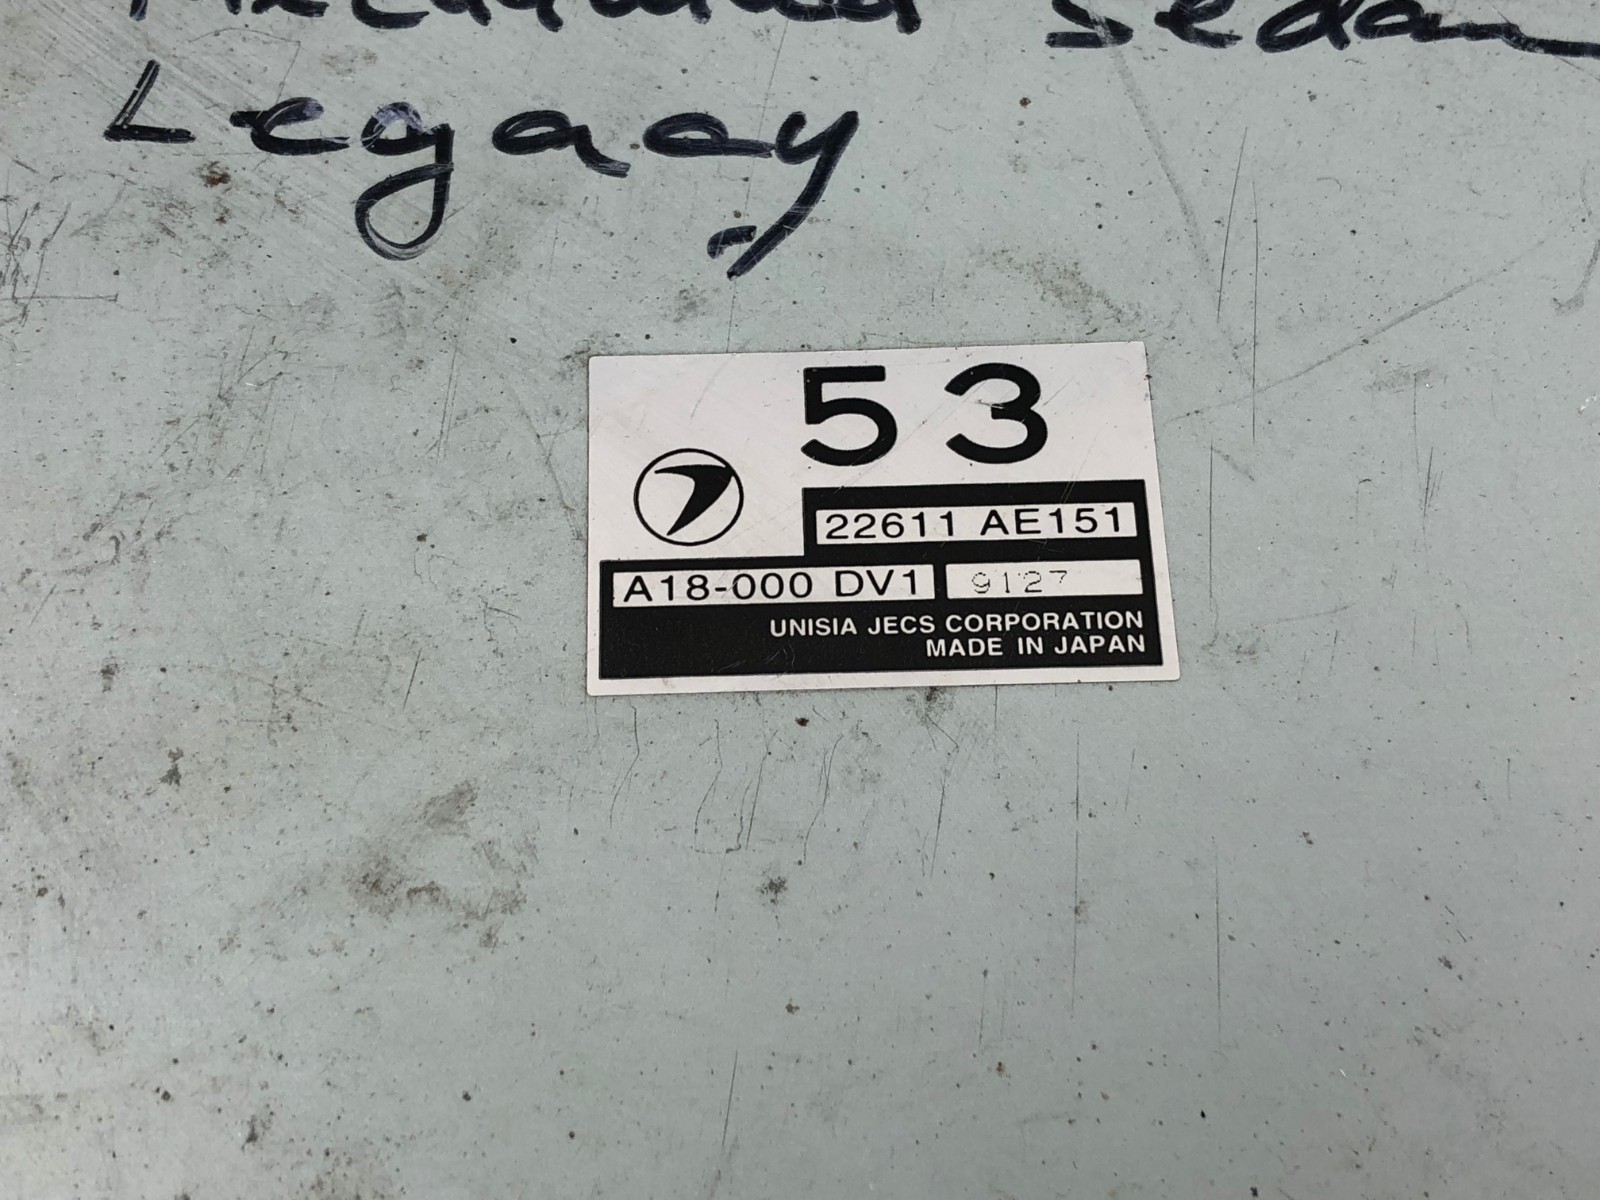 Sedan
Legacy
53
22611 AE151
A18-000 DV1 9127
UNISIA JECS CORPORATION
MADE IN JAPAN